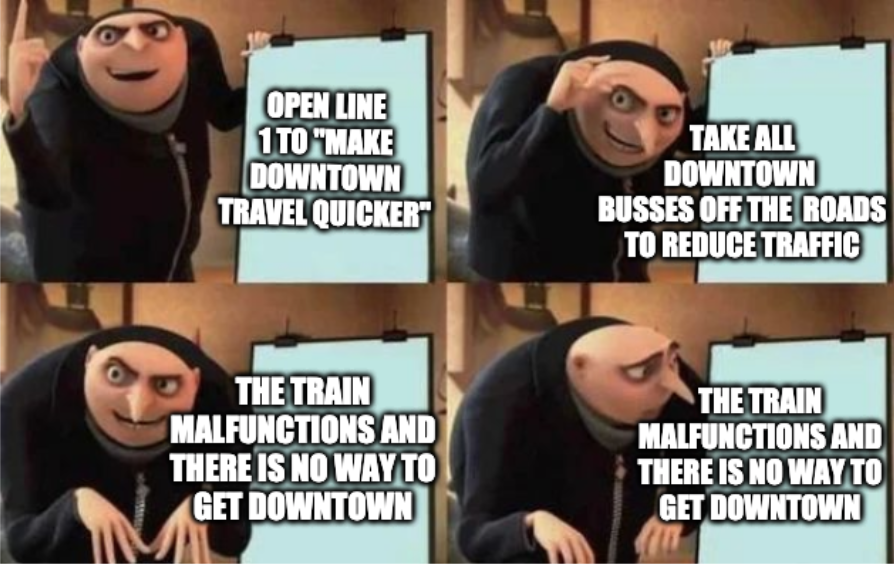 OPEN LINE
1 TO "MAKE
DOWNTOWN
TRAVEL QUICKER"
TAKE ALL
DOWNTOWN
BUSSES OFF THE ROADS
TO REDUCE TRAFFIC
THE TRAIN
MALFUNCTIONS AND
THERE IS NO WAY TO
GET DOWNTOWN
THE TRAIN
MALFUNCTIONS AND
THERE IS NO WAY TO
GET DOWNTOWN